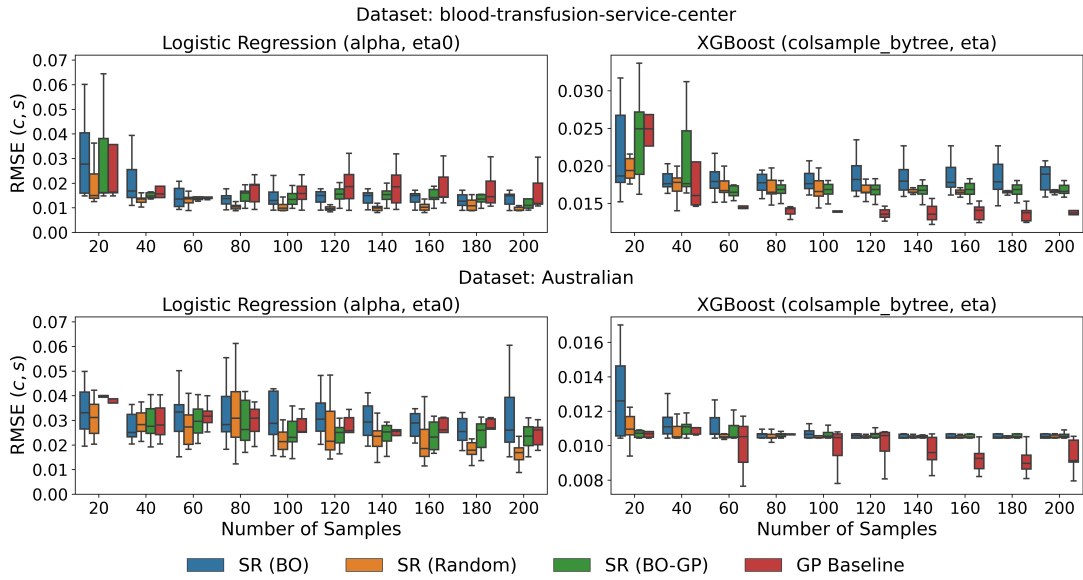 Dataset: blood-transfusion-service-center
Logistic Regression (alpha, eta0)
XGBoost (colsample_bytree, eta)
RMSE (c, s)
0.07
0.06
0.05
0.04
0.03
0.02
0.01
0.00
20 40 60 80 100 120 140 160 180 200
0.030
0.025
0.020
0.015
20 40 60 80 100 120 140 160 180 200
Dataset: Australian
Logistic Regression (alpha, eta0)
XGBoost (colsample_bytree, eta)
RMSE (c, s)
0.07
0.06
0.05
0.04
0.03
0.02
0.01
0.00
20 40 60 80 100 120 140 160 180 200
Number of Samples
0.016
0.014
0.012
0.010
0.008
20 40 60 80 100 120 140 160 180 200
Number of Samples
SR (BO) SR (Random) SR (BO-GP) GP Baseline